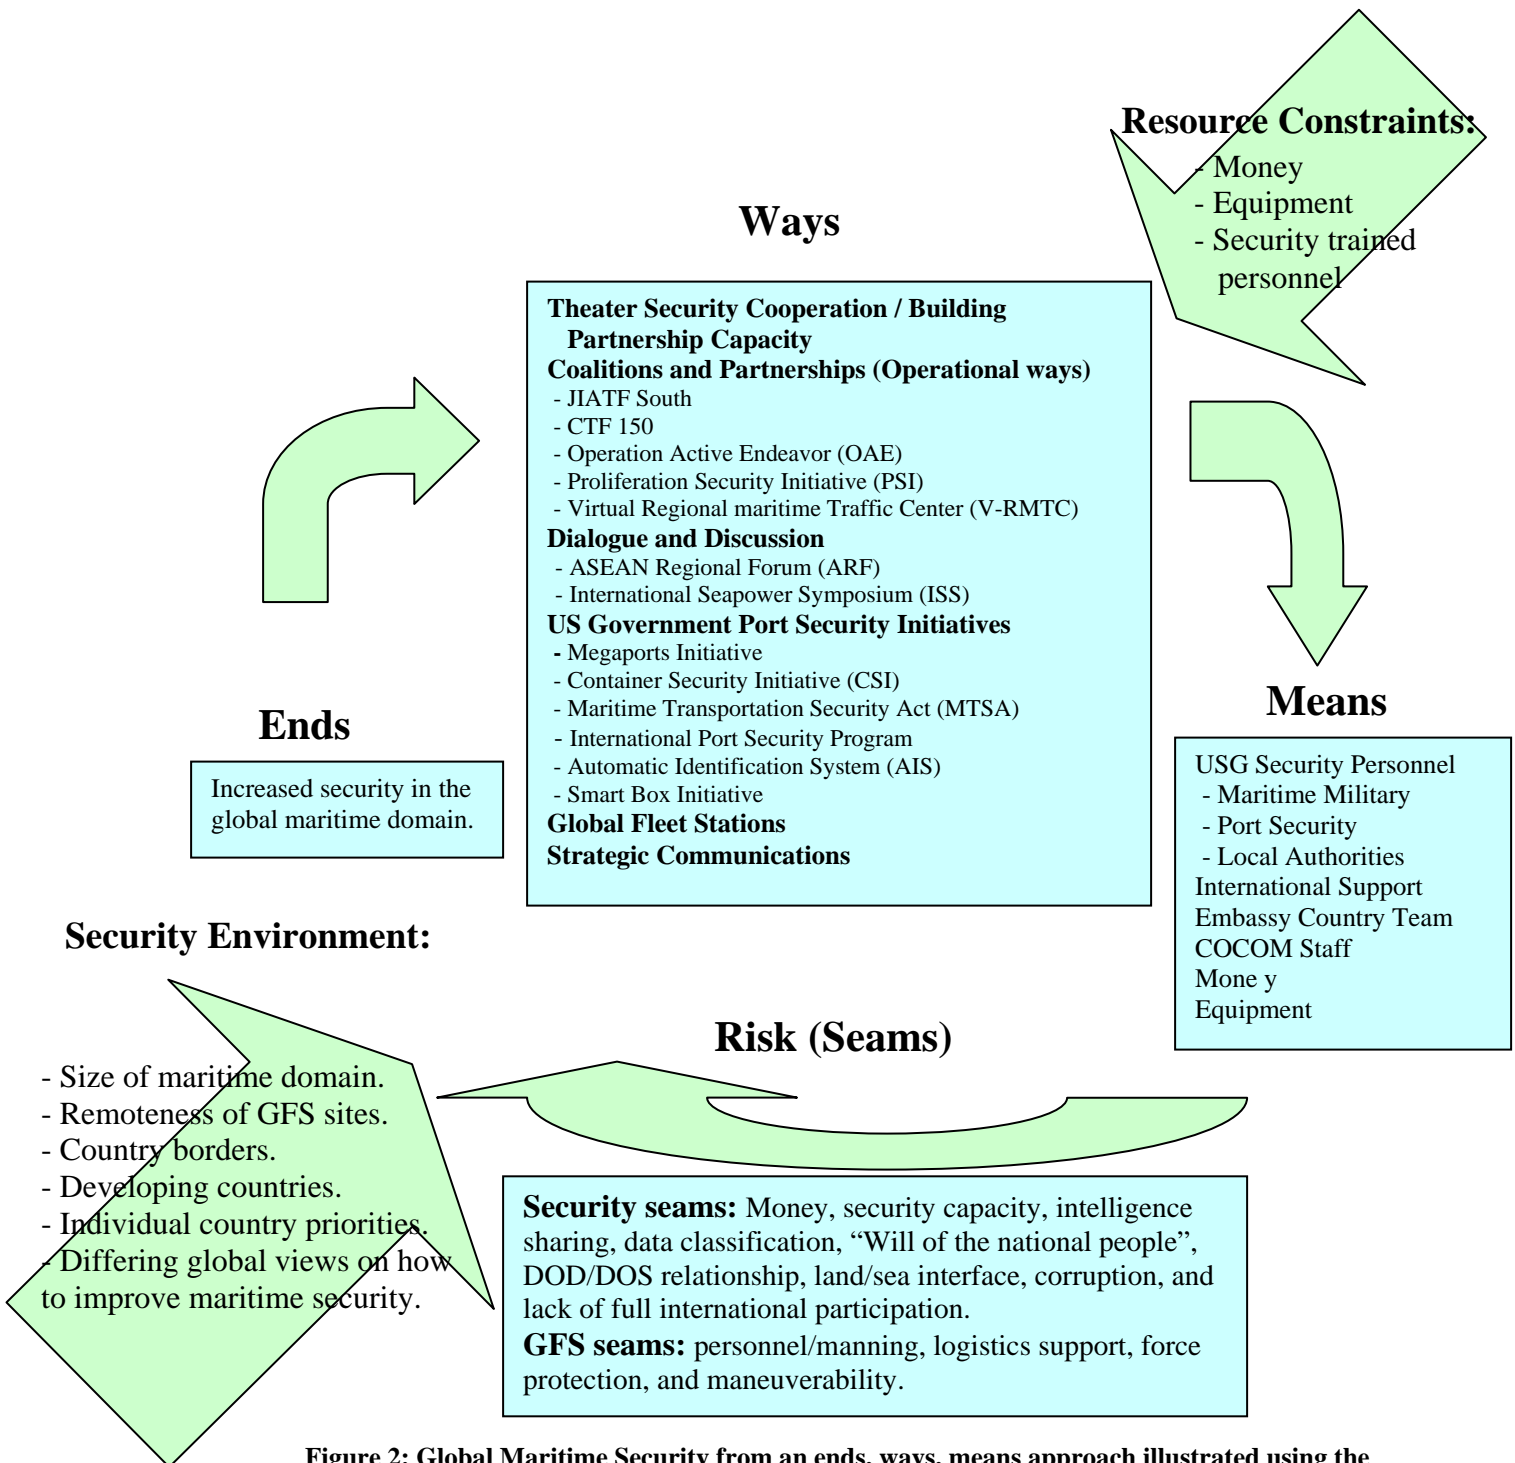 Resource Constraints:
- Money
- Equipment
- Security trained
personnel
Ways
Theater Security Cooperation / Building
Partnership Capacity
Coalitions and Partnerships (Operational ways)
- JIATF South
- CTF 150
- Operation Active Endeavor (OAE)
- Proliferation Security Initiative (PSI)
- Virtual Regional maritime Traffic Center (V-RMTC)
Dialogue and Discussion
- ASEAN Regional Forum (ARF)
- International Seapower Symposium (ISS)
US Government Port Security Initiatives
- Megaports Initiative
- Container Security Initiative (CSI)
- Maritime Transportation Security Act (MTSA)
- International Port Security Program
- Automatic Identification System (AIS)
- Smart Box Initiative
Global Fleet Stations
Strategic Communications
Ends
Increased security in the
global maritime domain.
Means
USG Security Personnel
- Maritime Military
- Port Security
- Local Authorities
International Support
Embassy Country Team
COCOM Staff
Mone y
Equipment
Security Environment:
- Size of maritime domain.
- Remoteness of GFS sites.
- Country borders.
- Developing countries.
- Individual country priorities.
- Differing global views on how
to improve maritime security.
Risk (Seams)
Security seams: Money, security capacity, intelligence
sharing, data classification, “Will of the national people”,
DOD/DOS relationship, land/sea interface, corruption, and
lack of full international participation.
GFS seams: personnel/manning, logistics support, force
protection, and maneuverability.
Figure 2: Global Maritime Security from an ends, ways, means approach illustrated using the